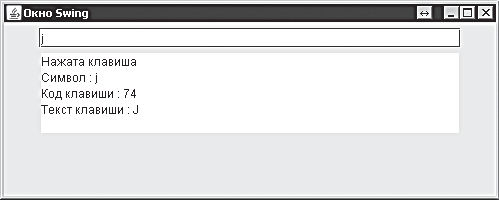 Окно Swing
j
Нажата клавиша
Символ : j
Код клавиши : 74
Текст клавиши : J